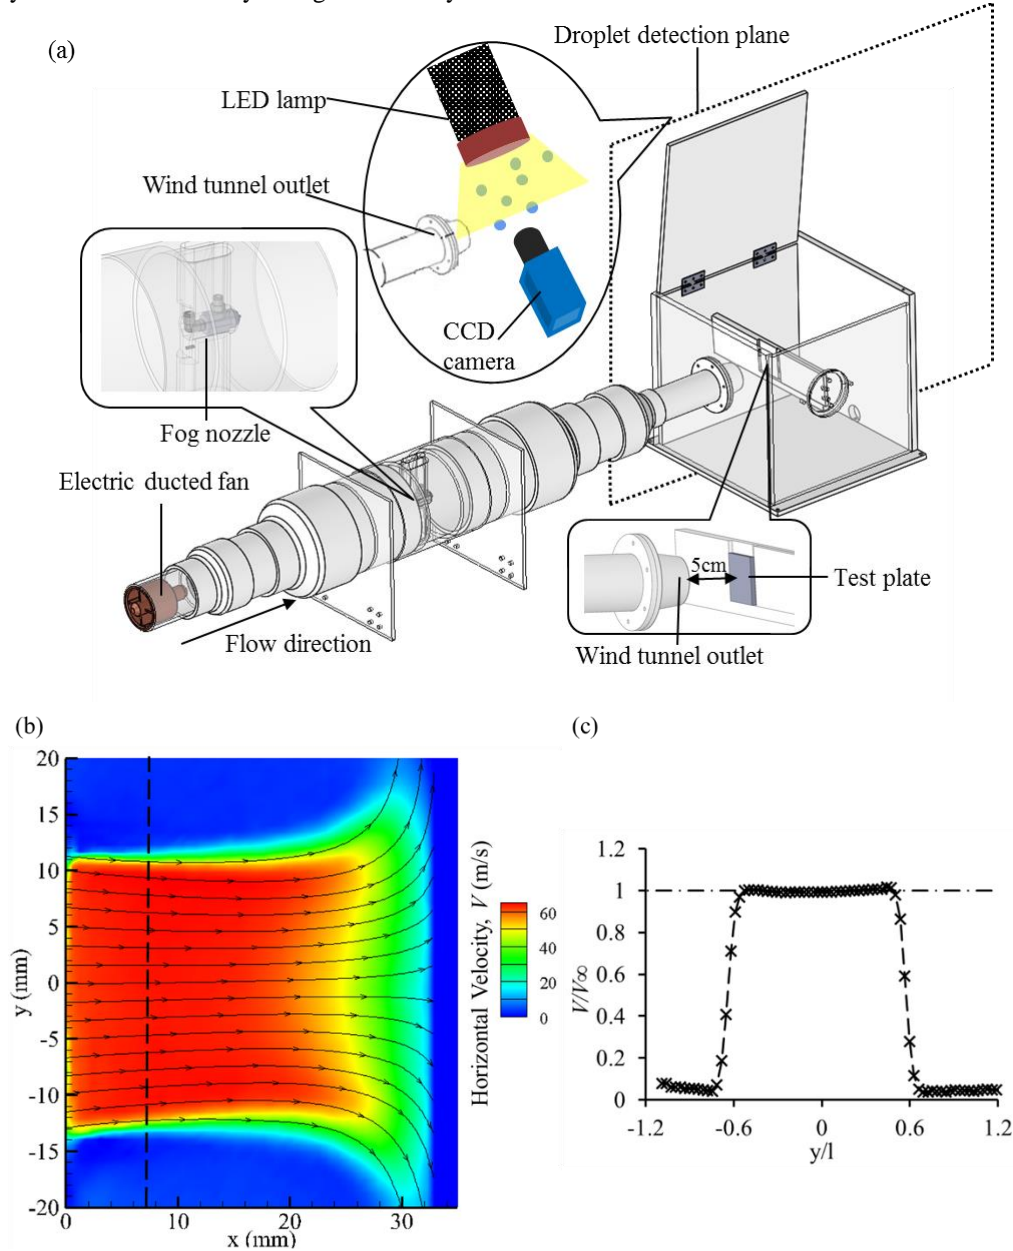 (a)
Droplet detection plane
LED lamp
Wind tunnel outlet
CCD
camera
Fog nozzle
Electric ducted fan
5cm
Test plate
Flow direction
Wind tunnel outlet
(b)
20
15
10
5
0
-5
-10
-15
-20
y (mm)
0
10
20
30
x (mm)
Horizontal Velocity, V (m/s)
60
40
20
0
(c)
1.2
1
0.8
0.6
0.4
0.2
0
V/V∞
-1.2
-0.6
0
0.6
1.2
y/l